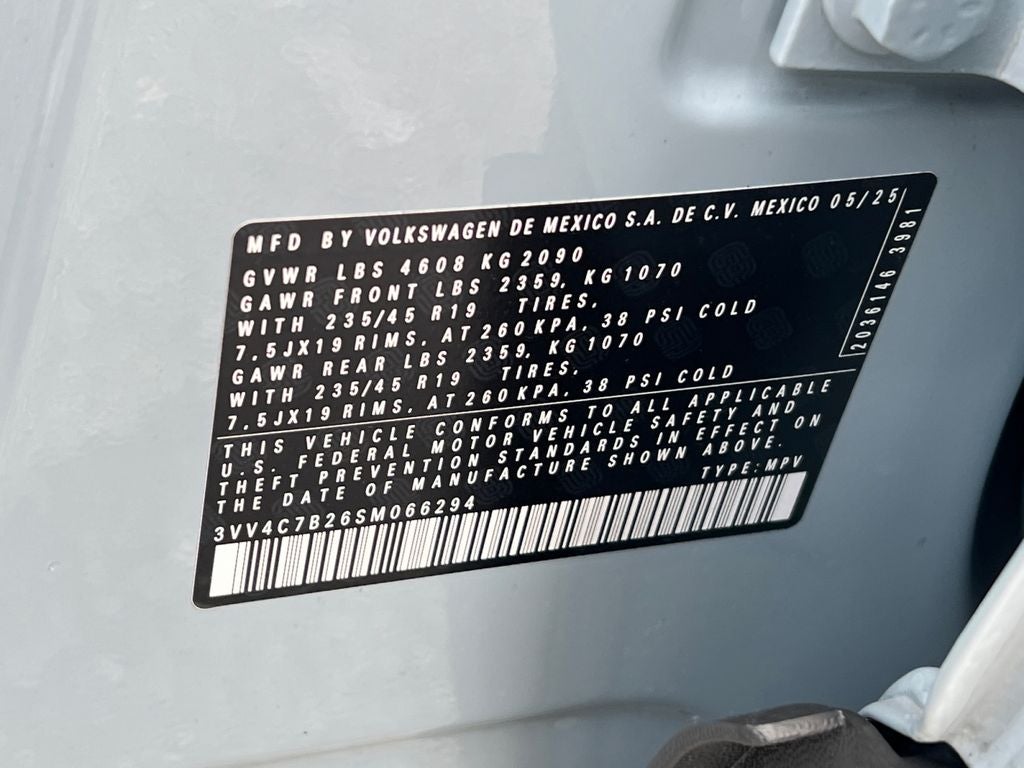 MFD BY VOLKSWAGEN DE MEXICO S.A. DE C.V. MEXICO 05/25
GVWR LBS 4608 KG 2090
GAWR FRONT LBS 2359, KG 1070
WITH 235/45 R19 TIRES,
7,5JX19 RIMS, AT 260 KPA, 38 PSI COLD
GAWR REAR LBS 2359, KG 1070
WITH 235/45 R19 TIRES,
7,5JX19 RIMS, AT 260 KPA, 38 PSI COLD
2036146 3981
THIS VEHICLE CONFORMS TO ALL APPLICABLE
U.S. FEDERAL MOTOR VEHICLE SAFETY AND
THEFT PREVENTION STANDARDS IN EFFECT ON
THE DATE OF MANUFACTURE SHOWN ABOVE.
3VV4C7B26SM066294 TYPE: MPV